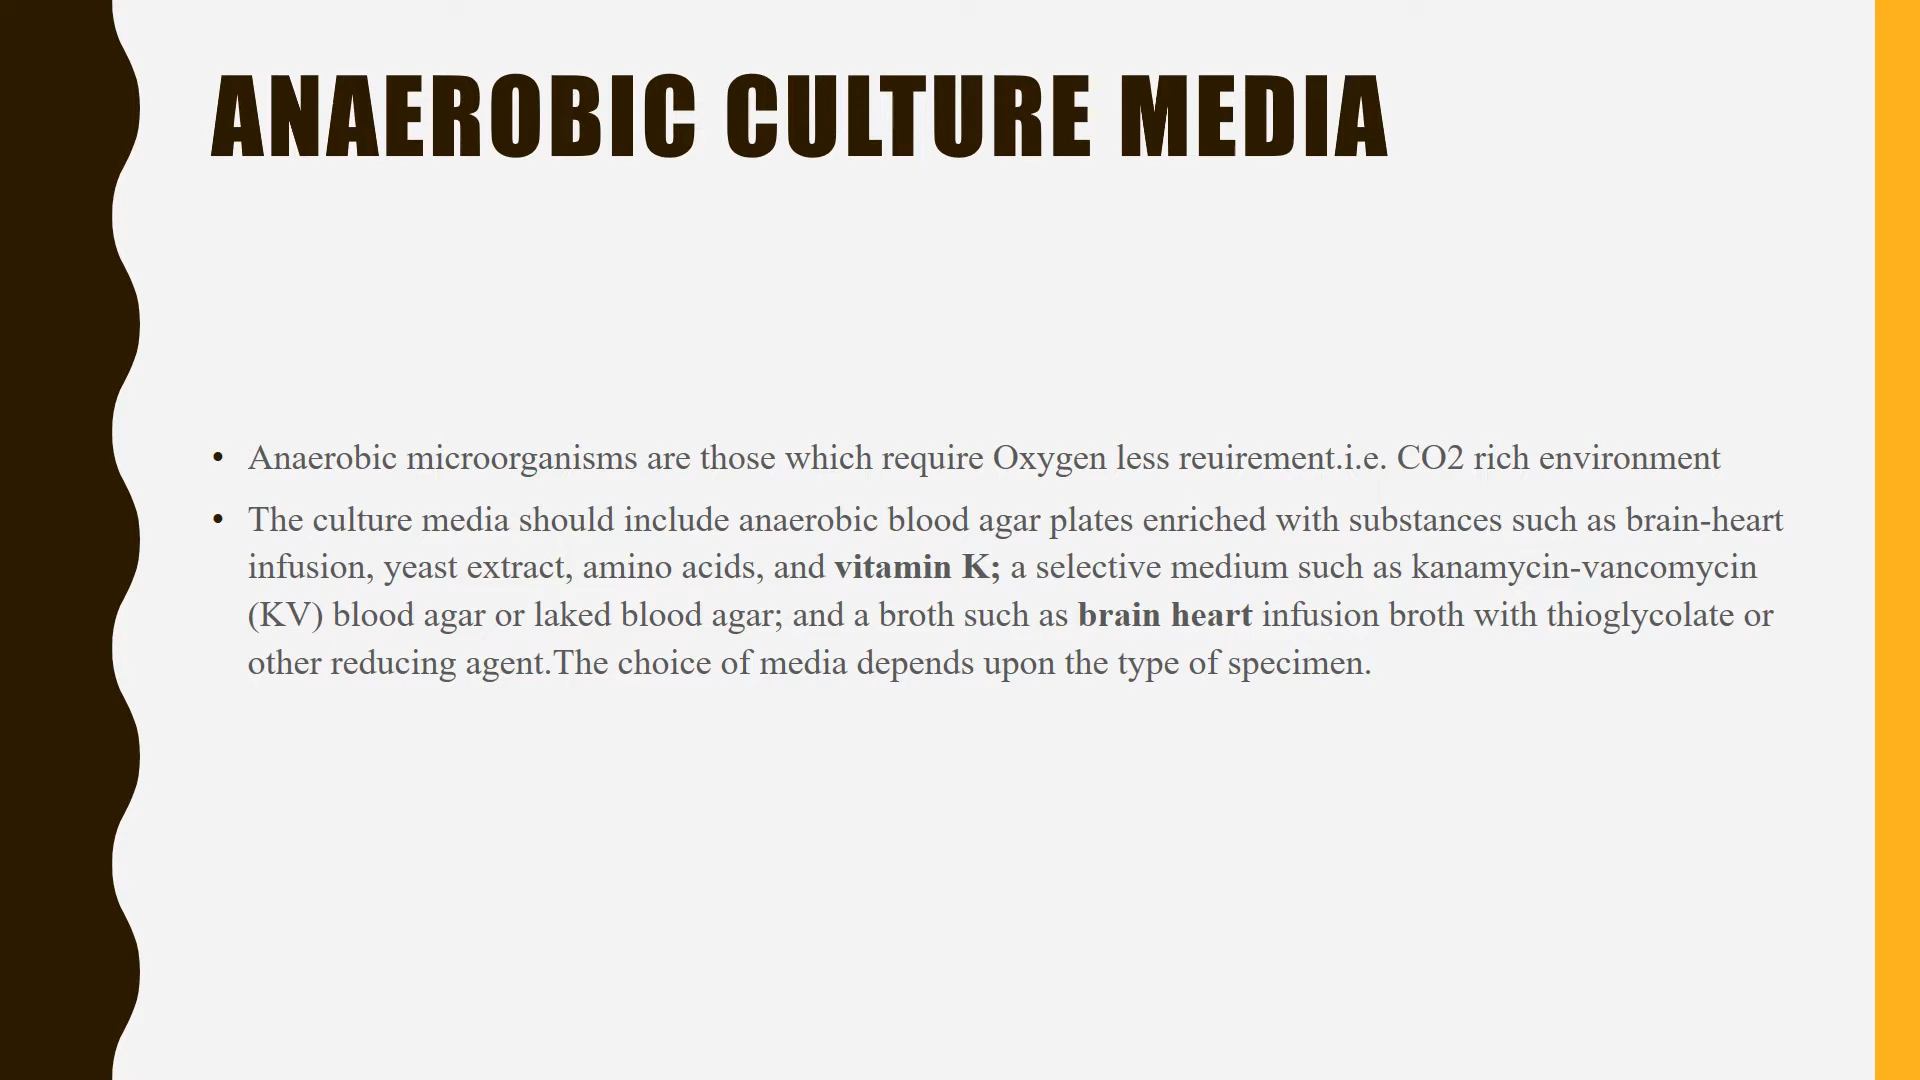 ANAEROBIC CULTURE MEDIA
• Anaerobic microorganisms are those which require Oxygen less reuirement.i.e. CO2 rich environment
• The culture media should include anaerobic blood agar plates enriched with substances such as brain-heart
infusion, yeast extract, amino acids, and vitamin K; a selective medium such as kanamycin-vancomycin
(KV) blood agar or laked blood agar; and a broth such as brain heart infusion broth with thioglycolate or
other reducing agent.The choice of media depends upon the type of specimen.